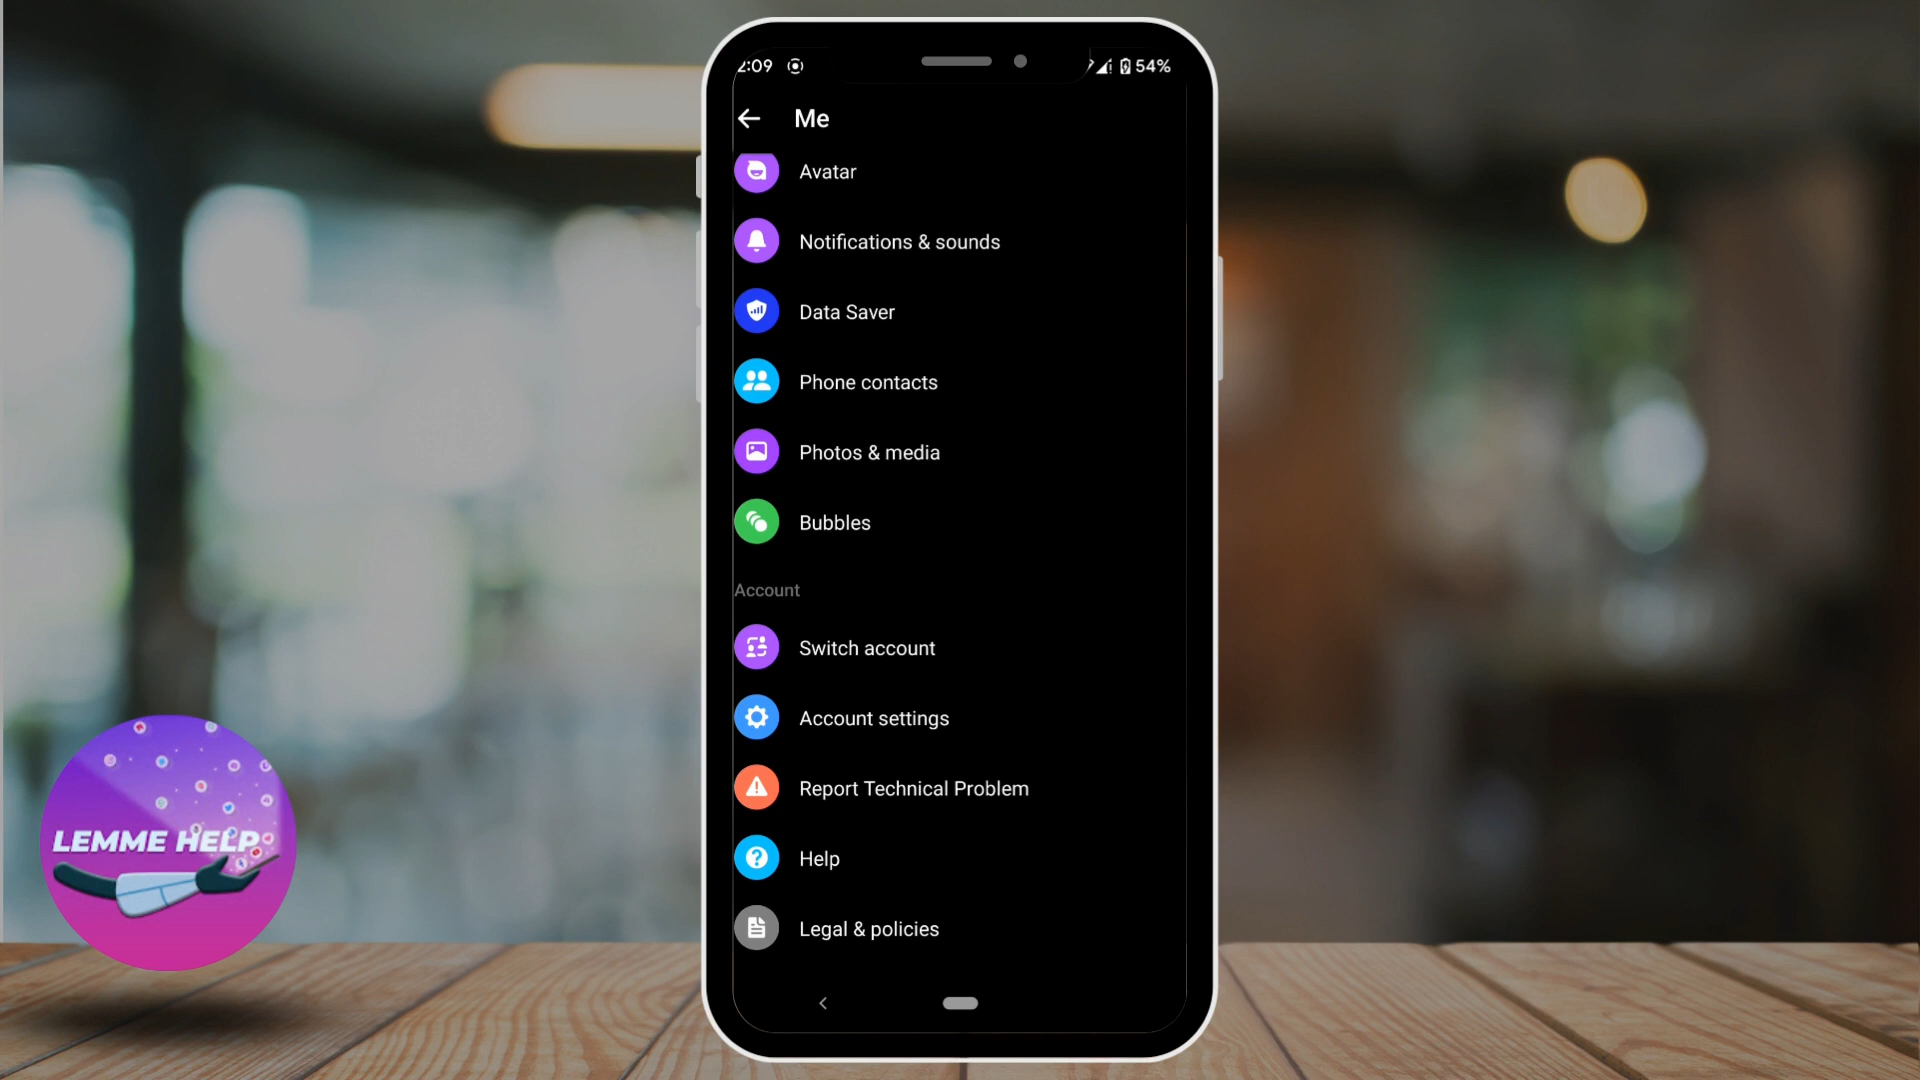 2:09
54%
Me
Avatar
Notifications & sounds
Data Saver
Phone contacts
Photos & media
Bubbles
Account
Switch account
Account settings
Report Technical Problem
Help
Legal & policies
LEMME HELP